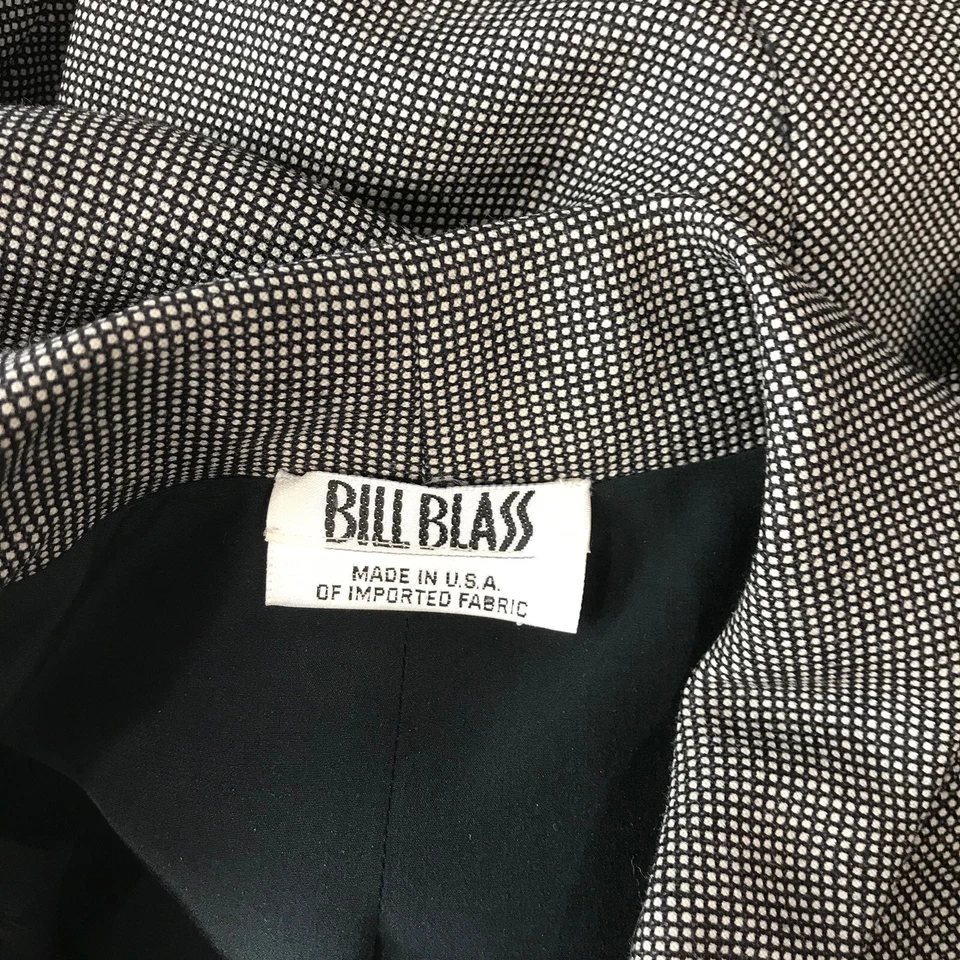 BILL BLASS
MADE IN U.S.A.
OF IMPORTED FABRIC